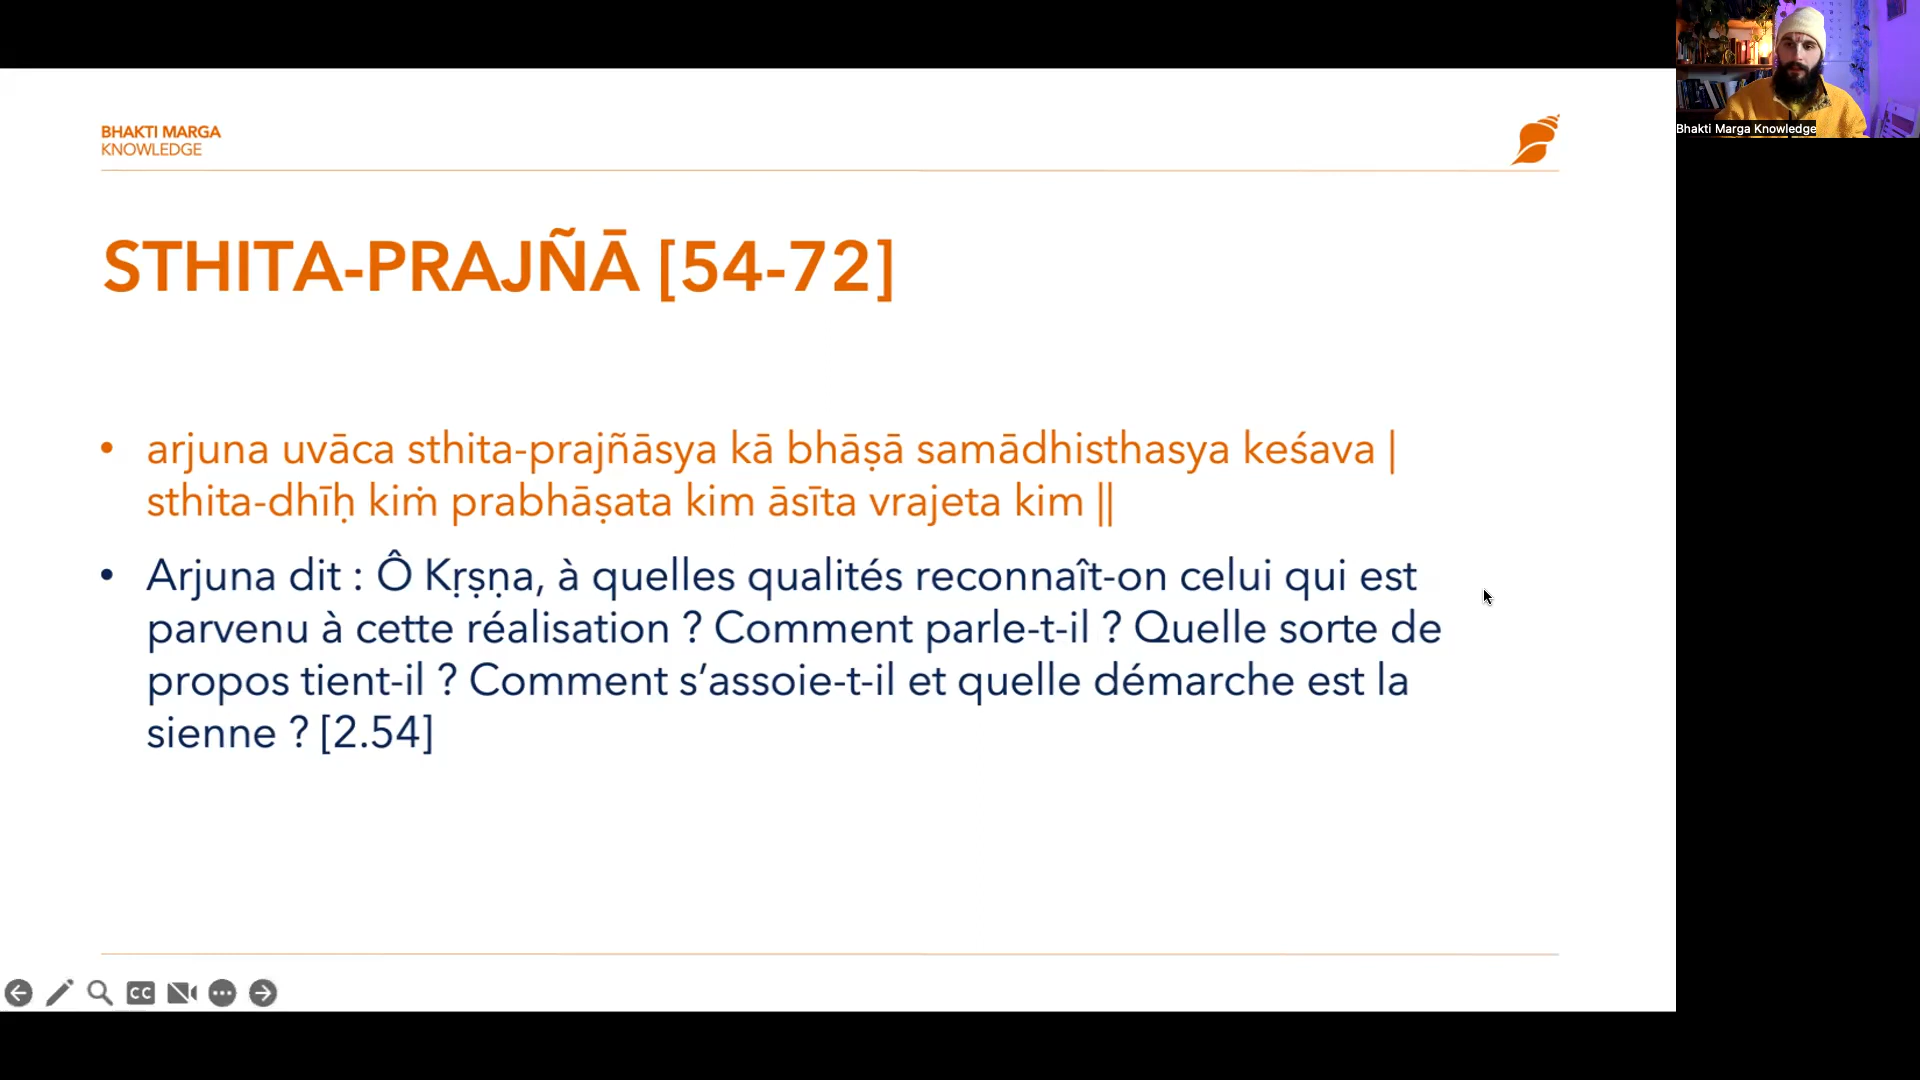 BHAKTI MARGA
KNOWLEDGE
Bhakti Marga Knowledge
STHITA-PRAJÑĀ [54-72]
• arjuna uvāca sthita-prajñāsya kā bhāṣā samādhisthasya keśava |
sthita-dhīḥ kiṁ prabhāṣata kim āsīta vrajeta kim ||
• Arjuna dit : Ô Kṛṣṇa, à quelles qualités reconnaît-on celui qui est
parvenu à cette réalisation ? Comment parle-t-il ? Quelle sorte de
propos tient-il ? Comment s’assoie-t-il et quelle démarche est la
sienne ? [2.54]
CC